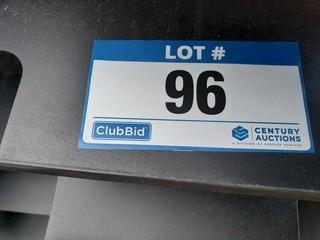 LOT #
96
ClubBid
CENTURY
AUCTIONS
A DIVISION OF CENTURY SERVICES